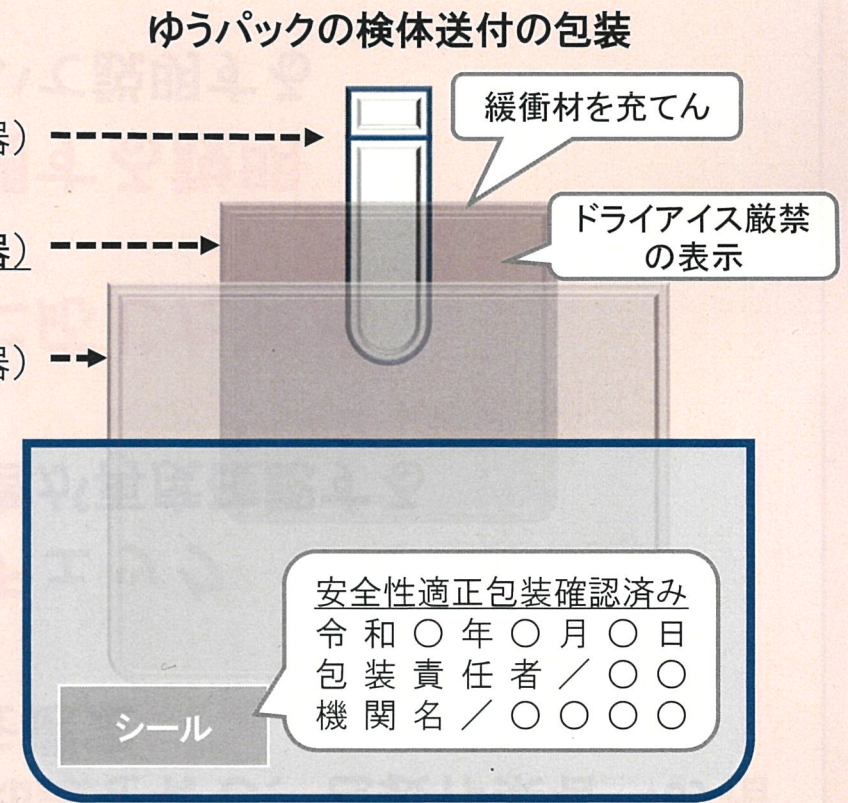 ゆうパックの検体送付の包装
緩衝材を充てん
器)
ドライアイス厳禁
の表示
器)
器)
安全性適正包装確認済み
令和〇年〇月〇日
包装責任者／〇〇
機関名／〇〇〇〇
シール